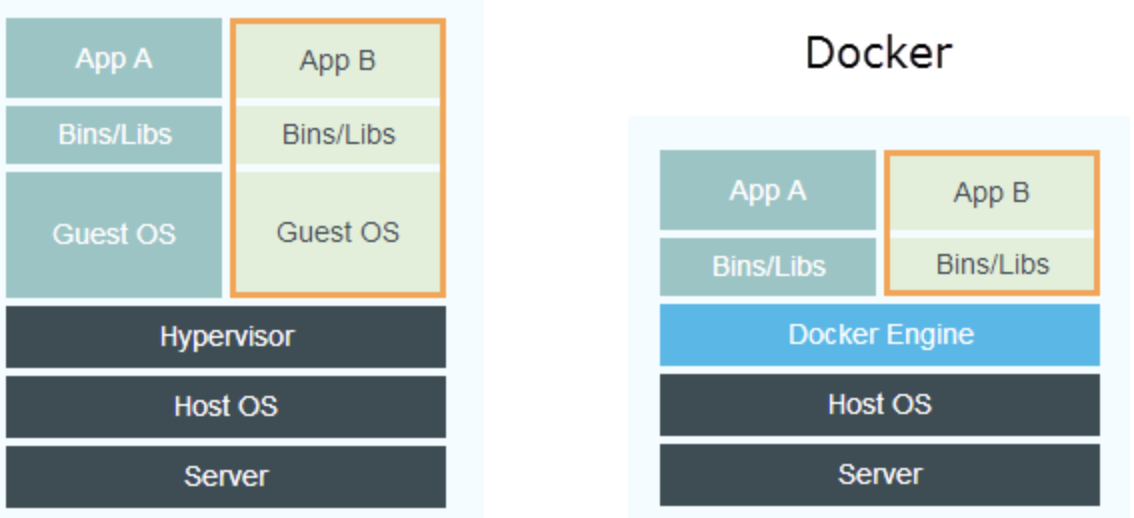 App A
App B
Bins/Libs
Bins/Libs
Guest OS
Guest OS
Hypervisor
Host OS
Server
Docker
App A
App B
Bins/Libs
Bins/Libs
Docker Engine
Host OS
Server